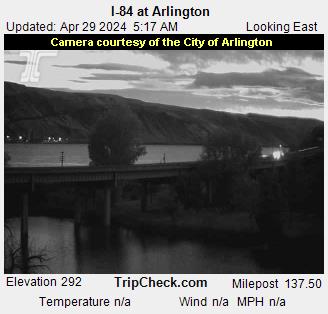 I-84 at Arlington
Updated: Apr 29 2024 5:17 AM Looking East
Camera courtesy of the City of Arlington
Elevation 292 TripCheck.com Milepost 137.50
Temperature n/a Wind n/a MPH n/a